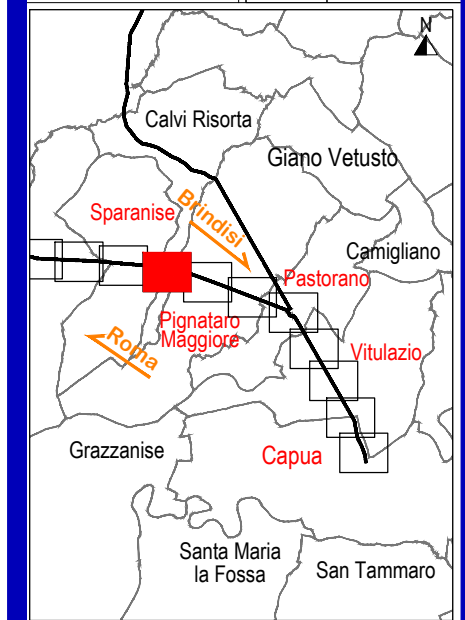 N
Calvi Risorta
Giano Vetusto
Sparanise
Brindisi
Camigliano
Pastorano
Pignataro
Maggiore
Roma
Vitulazio
Grazzanise
Capua
Santa Maria
la Fossa
San Tammaro